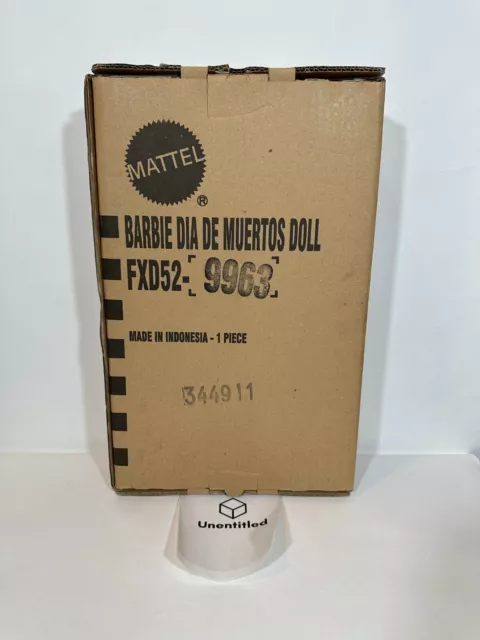 MATTEL
®
BARBIE DIA DE MUERTOS DOLL
FXD52-[9963]
MADE IN INDONESIA - 1 PIECE
344911
Unentitled